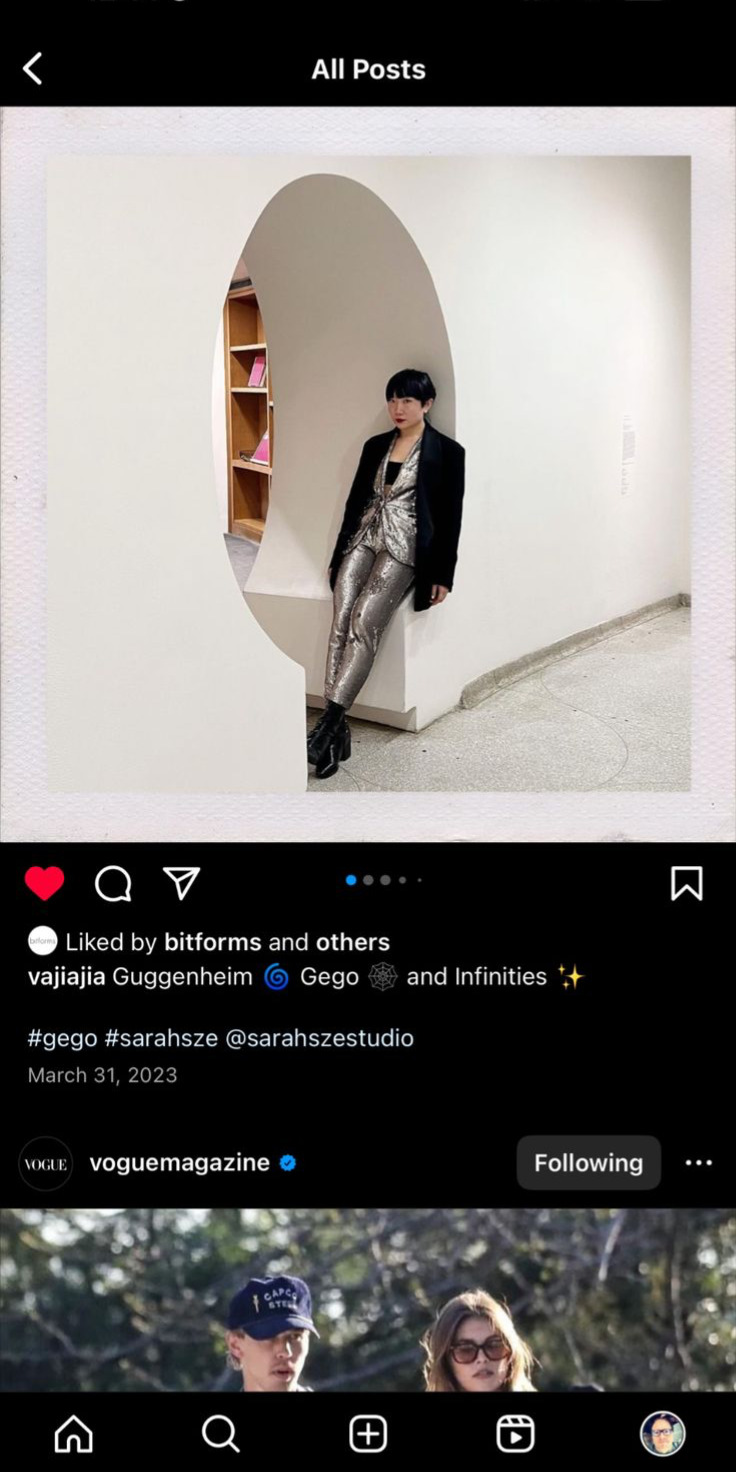 All Posts
bitforms
Liked by bitforms and others
vajiajia Guggenheim 🌀 Gego 🕸️ and Infinities ✨
#gego #sarahsze @sarahszestudio
March 31, 2023
VOGUE
voguemagazine
Following